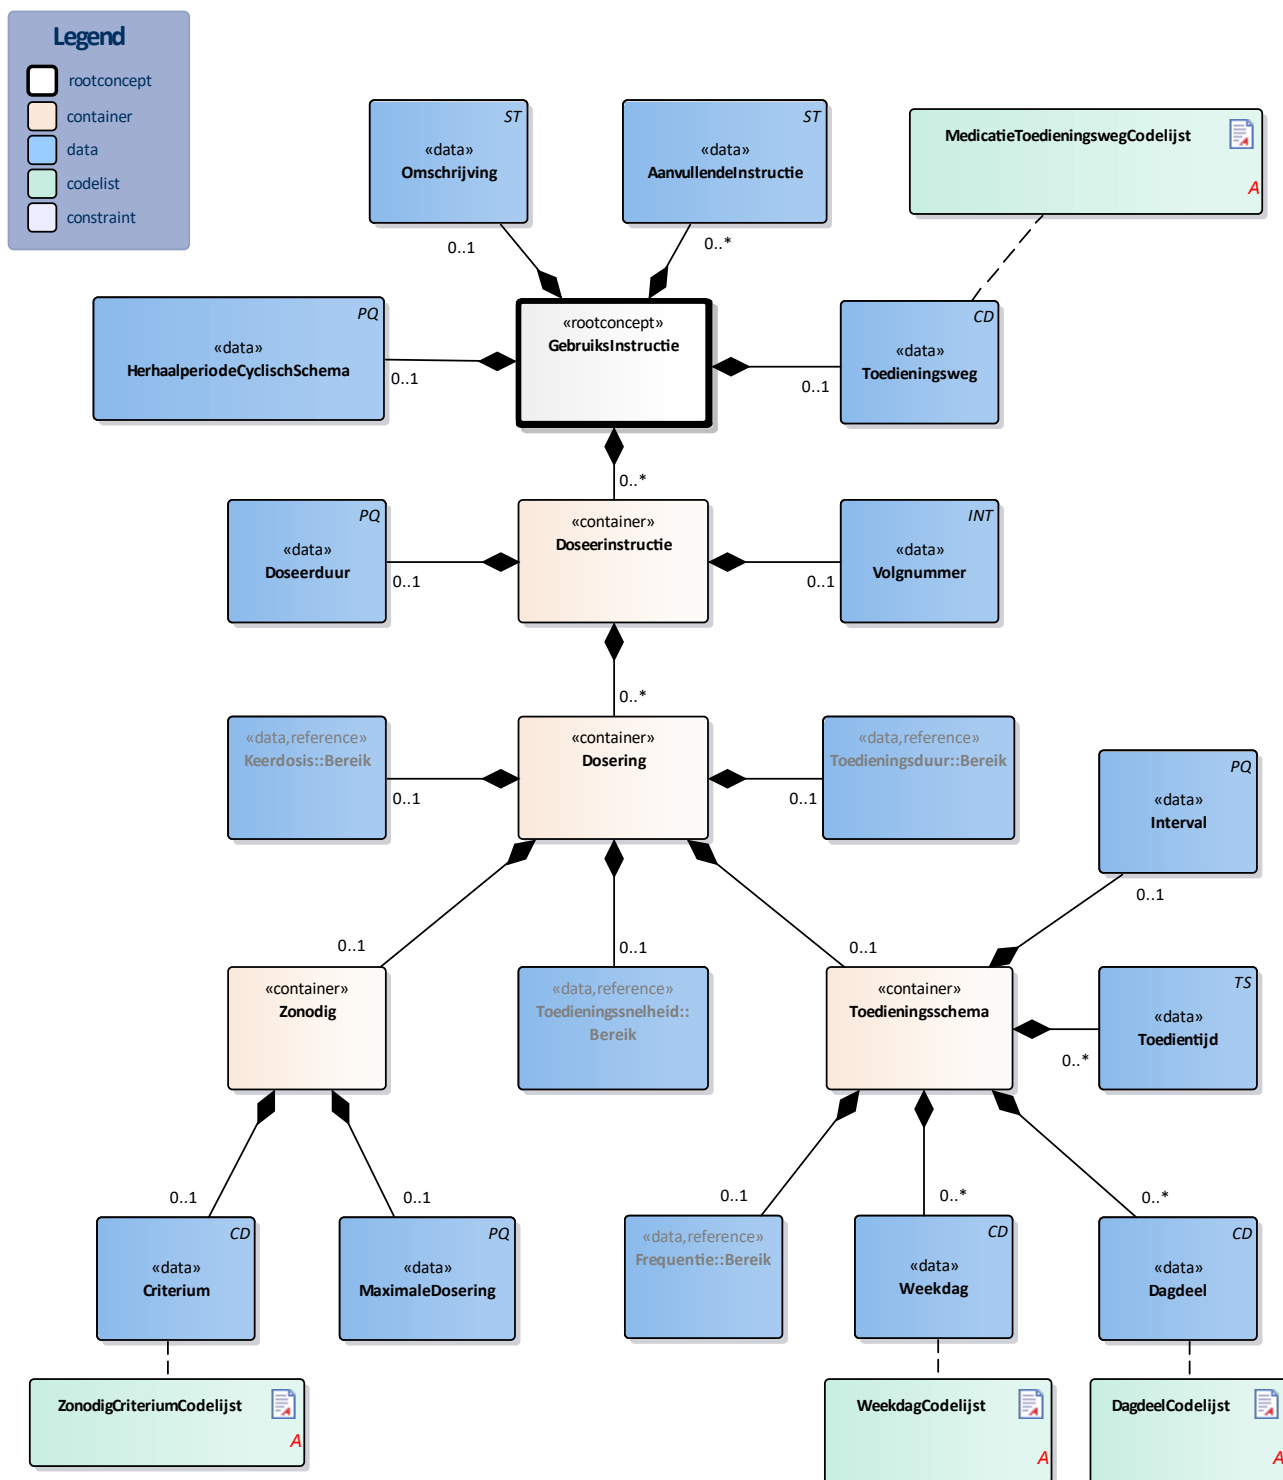 Legend
rootconcept
container
data
codelist
constraint
ST
«data»
Omschrijving
ST
«data»
AanvullendeInstructie
MedicatieToedieningswegCodelijst
A
0..1
0..*
PQ
«data»
HerhaalperiodeCyclischSchema
0..1
«rootconcept»
GebruiksInstructie
CD
«data»
Toedieningsweg
0..1
0..*
PQ
«data»
Doseerduur
0..1
«container»
Doseerinstructie
INT
«data»
Volgnummer
0..1
0..*
«data,reference»
Keerdosis::Bereik
0..1
«container»
Dosering
«data,reference»
Toedieningsduur::Bereik
0..1
PQ
«data»
Interval
0..1
0..1
0..1
0..1
«container»
Zonodig
«data,reference»
Toedieningssnelheid::
Bereik
«container»
Toedieningsschema
TS
«data»
Toedientijd
0..*
0..1
0..1
0..1
0..*
0..*
CD
«data»
Criterium
PQ
«data»
MaximaleDosering
«data,reference»
Frequentie::Bereik
CD
«data»
Weekdag
CD
«data»
Dagdeel
ZonodigCriteriumCodelijst
A
WeekdagCodelijst
A
DagdeelCodelijst
A